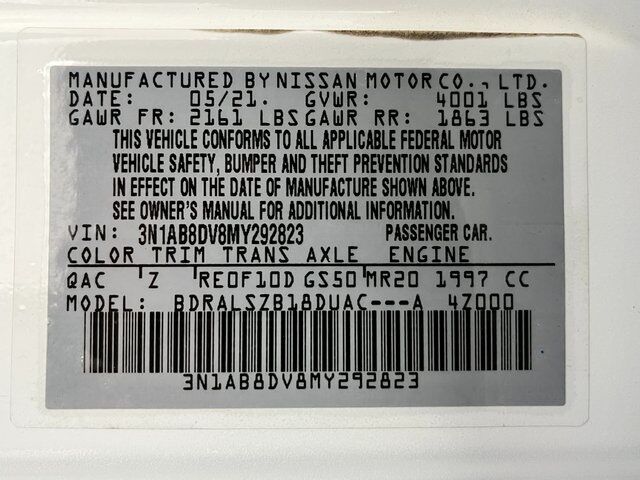 MANUFACTURED BY NISSAN MOTOR CO., LTD.
DATE: 05/21. GVWR: 4001 LBS
GAWR FR: 2161 LBS GAWR RR: 1863 LBS
THIS VEHICLE CONFORMS TO ALL APPLICABLE FEDERAL MOTOR
VEHICLE SAFETY, BUMPER AND THEFT PREVENTION STANDARDS
IN EFFECT ON THE DATE OF MANUFACTURE SHOWN ABOVE.
SEE OWNER'S MANUAL FOR ADDITIONAL INFORMATION.
VIN: 3N1AB8DV8MY292823 PASSENGER CAR.
COLOR TRIM TRANS AXLE ENGINE
QAC Z RE0F10D GS50 MR20 1997 CC
MODEL: BDRALSZB18DUAC---A 4Z000
3N1AB8DV8MY292823